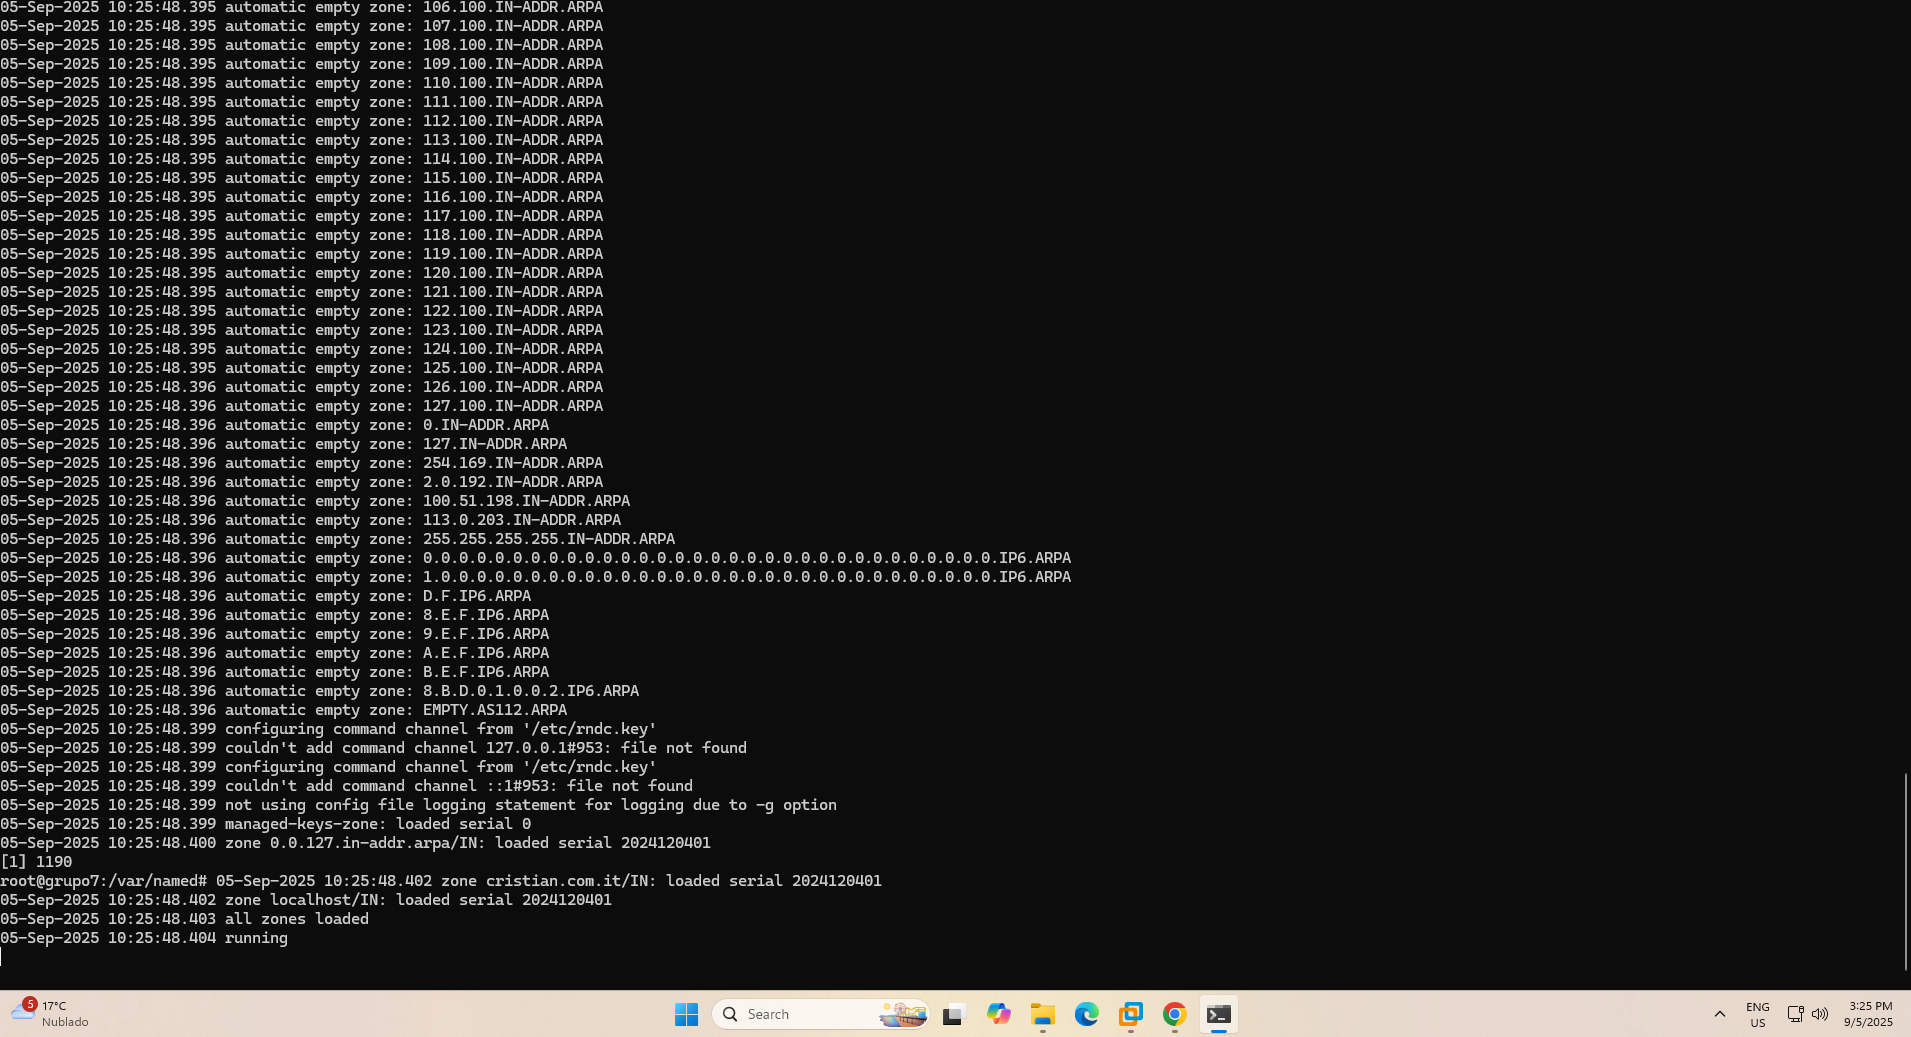 05-Sep-2025 10:25:48.395 automatic empty zone: 106.100.IN-ADDR.ARPA
05-Sep-2025 10:25:48.395 automatic empty zone: 107.100.IN-ADDR.ARPA
05-Sep-2025 10:25:48.395 automatic empty zone: 108.100.IN-ADDR.ARPA
05-Sep-2025 10:25:48.395 automatic empty zone: 109.100.IN-ADDR.ARPA
05-Sep-2025 10:25:48.395 automatic empty zone: 110.100.IN-ADDR.ARPA
05-Sep-2025 10:25:48.395 automatic empty zone: 111.100.IN-ADDR.ARPA
05-Sep-2025 10:25:48.395 automatic empty zone: 112.100.IN-ADDR.ARPA
05-Sep-2025 10:25:48.395 automatic empty zone: 113.100.IN-ADDR.ARPA
05-Sep-2025 10:25:48.395 automatic empty zone: 114.100.IN-ADDR.ARPA
05-Sep-2025 10:25:48.395 automatic empty zone: 115.100.IN-ADDR.ARPA
05-Sep-2025 10:25:48.395 automatic empty zone: 116.100.IN-ADDR.ARPA
05-Sep-2025 10:25:48.395 automatic empty zone: 117.100.IN-ADDR.ARPA
05-Sep-2025 10:25:48.395 automatic empty zone: 118.100.IN-ADDR.ARPA
05-Sep-2025 10:25:48.395 automatic empty zone: 119.100.IN-ADDR.ARPA
05-Sep-2025 10:25:48.395 automatic empty zone: 120.100.IN-ADDR.ARPA
05-Sep-2025 10:25:48.395 automatic empty zone: 121.100.IN-ADDR.ARPA
05-Sep-2025 10:25:48.395 automatic empty zone: 122.100.IN-ADDR.ARPA
05-Sep-2025 10:25:48.395 automatic empty zone: 123.100.IN-ADDR.ARPA
05-Sep-2025 10:25:48.395 automatic empty zone: 124.100.IN-ADDR.ARPA
05-Sep-2025 10:25:48.395 automatic empty zone: 125.100.IN-ADDR.ARPA
05-Sep-2025 10:25:48.396 automatic empty zone: 126.100.IN-ADDR.ARPA
05-Sep-2025 10:25:48.396 automatic empty zone: 127.100.IN-ADDR.ARPA
05-Sep-2025 10:25:48.396 automatic empty zone: 0.IN-ADDR.ARPA
05-Sep-2025 10:25:48.396 automatic empty zone: 127.IN-ADDR.ARPA
05-Sep-2025 10:25:48.396 automatic empty zone: 254.169.IN-ADDR.ARPA
05-Sep-2025 10:25:48.396 automatic empty zone: 2.0.192.IN-ADDR.ARPA
05-Sep-2025 10:25:48.396 automatic empty zone: 100.51.198.IN-ADDR.ARPA
05-Sep-2025 10:25:48.396 automatic empty zone: 113.0.203.IN-ADDR.ARPA
05-Sep-2025 10:25:48.396 automatic empty zone: 255.255.255.255.IN-ADDR.ARPA
05-Sep-2025 10:25:48.396 automatic empty zone: 0.0.0.0.0.0.0.0.0.0.0.0.0.0.0.0.0.0.0.0.0.0.0.0.0.0.0.0.0.0.0.0.IP6.ARPA
05-Sep-2025 10:25:48.396 automatic empty zone: 1.0.0.0.0.0.0.0.0.0.0.0.0.0.0.0.0.0.0.0.0.0.0.0.0.0.0.0.0.0.0.0.IP6.ARPA
05-Sep-2025 10:25:48.396 automatic empty zone: D.F.IP6.ARPA
05-Sep-2025 10:25:48.396 automatic empty zone: 8.E.F.IP6.ARPA
05-Sep-2025 10:25:48.396 automatic empty zone: 9.E.F.IP6.ARPA
05-Sep-2025 10:25:48.396 automatic empty zone: A.E.F.IP6.ARPA
05-Sep-2025 10:25:48.396 automatic empty zone: B.E.F.IP6.ARPA
05-Sep-2025 10:25:48.396 automatic empty zone: 8.B.D.0.1.0.0.2.IP6.ARPA
05-Sep-2025 10:25:48.396 automatic empty zone: EMPTY.AS112.ARPA
05-Sep-2025 10:25:48.399 configuring command channel from '/etc/rndc.key'
05-Sep-2025 10:25:48.399 couldn't add command channel 127.0.0.1#953: file not found
05-Sep-2025 10:25:48.399 configuring command channel from '/etc/rndc.key'
05-Sep-2025 10:25:48.399 couldn't add command channel ::1#953: file not found
05-Sep-2025 10:25:48.399 not using config file logging statement for logging due to -g option
05-Sep-2025 10:25:48.399 managed-keys-zone: loaded serial 0
05-Sep-2025 10:25:48.400 zone 0.0.127.in-addr.arpa/IN: loaded serial 2024120401
[1] 1190
root@grupo7:/var/named# 05-Sep-2025 10:25:48.402 zone cristian.com.it/IN: loaded serial 2024120401
05-Sep-2025 10:25:48.402 zone localhost/IN: loaded serial 2024120401
05-Sep-2025 10:25:48.403 all zones loaded
05-Sep-2025 10:25:48.404 running
5
17°C
Nublado
Search
ENG
US
3:25 PM
9/5/2025